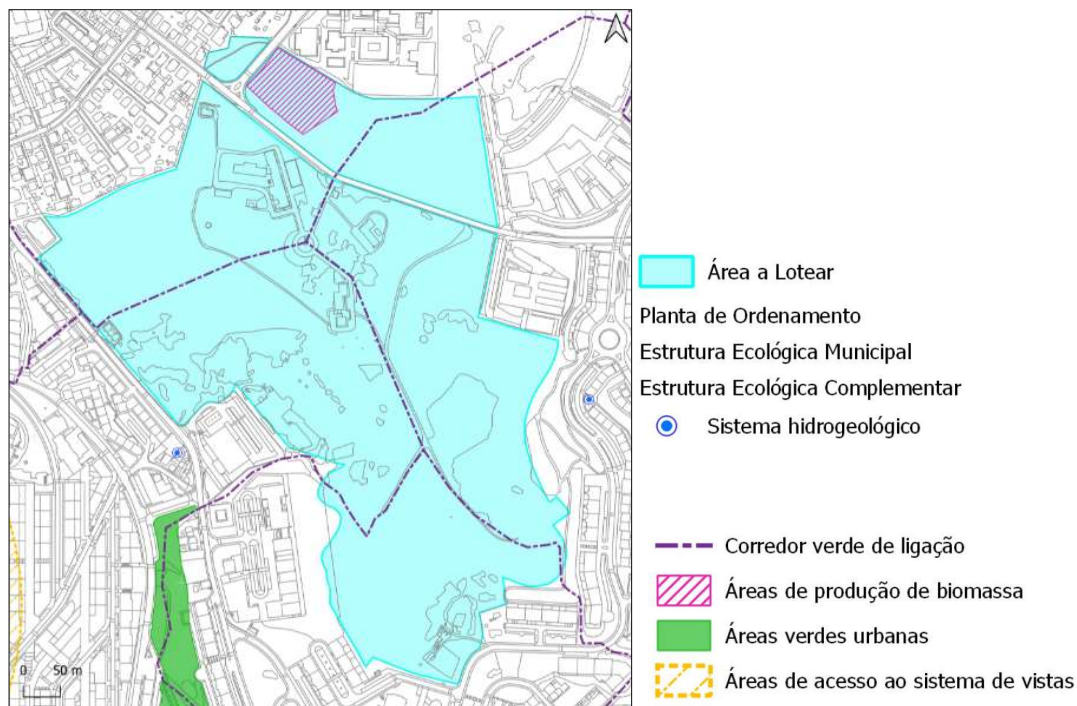 Área a Lotear
Planta de Ordenamento
Estrutura Ecológica Municipal
Estrutura Ecológica Complementar
Sistema hidrogeológico
Corredor verde de ligação
Áreas de produção de biomassa
Áreas verdes urbanas
Áreas de acesso ao sistema de vistas
0 50 m